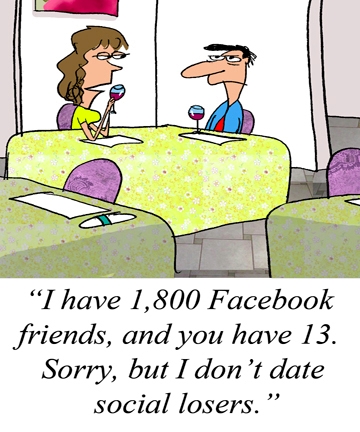 “I have 1,800 Facebook
friends, and you have 13.
Sorry, but I don’t date
social losers.”